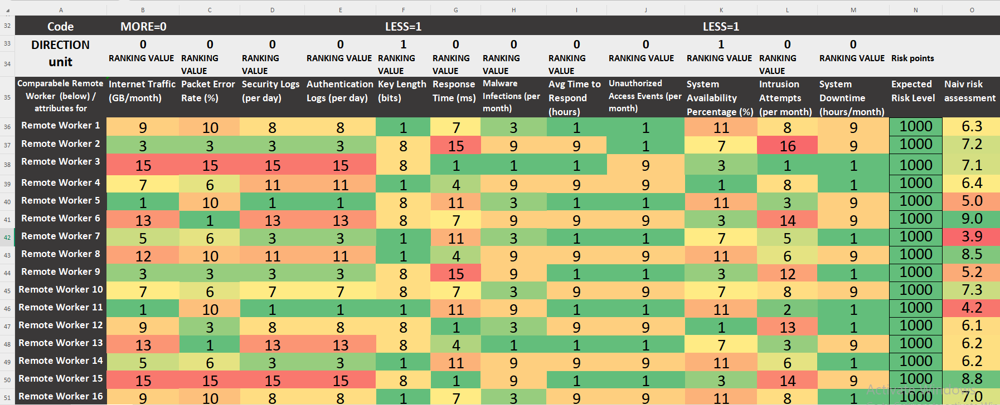 A B C D E F G H I J K L M N O
32 Code MORE=0 LESS=1 LESS=1
33 DIRECTION 0 0 0 0 1 0 0 0 0 1 0 0
34 unit RANKING VALUE RANKING VALUE RANKING VALUE RANKING VALUE RANKING VALUE RANKING VALUE RANKING VALUE RANKING VALUE RANKING VALUE RANKING VALUE RANKING VALUE RANKING VALUE Risk points
35 Comparabele Remote Worker (below) / attributes for Internet Traffic (GB/month) Packet Error Rate (%) Security Logs (per day) Authentication Logs (per day) Key Length (bits) Response Time (ms) Malware Infections (per month) Avg Time to Respond (hours) Unauthorized Access Events (per month) System Availability Percentage (%) Intrusion Attempts (per month) System Downtime (hours/month) Expected Risk Level Naiv risk assessment
36 Remote Worker 1 9 10 8 8 1 7 3 1 1 11 8 9 1000 6.3
37 Remote Worker 2 3 3 3 3 8 15 9 9 1 7 16 9 1000 7.2
38 Remote Worker 3 15 15 15 15 8 1 1 1 9 3 1 1 1000 7.1
39 Remote Worker 4 7 6 11 11 1 4 9 9 9 1 8 1 1000 6.4
40 Remote Worker 5 1 10 1 1 8 11 3 1 1 11 3 9 1000 5.0
41 Remote Worker 6 13 1 13 13 8 7 9 9 9 3 14 9 1000 9.0
42 Remote Worker 7 5 6 3 3 1 11 3 1 1 7 5 1 1000 3.9
43 Remote Worker 8 12 10 11 11 1 4 9 9 9 11 6 9 1000 8.5
44 Remote Worker 9 3 3 3 3 8 15 9 1 1 3 12 1 1000 5.2
45 Remote Worker 10 7 6 7 7 8 7 3 9 9 7 8 9 1000 7.3
46 Remote Worker 11 1 10 1 1 8 11 9 1 1 11 2 1 1000 4.2
47 Remote Worker 12 9 3 8 8 8 1 3 9 9 1 13 1 1000 6.1
48 Remote Worker 13 13 1 13 13 8 4 1 1 1 7 3 9 1000 6.2
49 Remote Worker 14 5 6 3 3 1 11 9 9 9 11 6 1 1000 6.2
50 Remote Worker 15 15 15 15 15 8 1 9 1 1 3 14 9 1000 8.8
51 Remote Worker 16 9 10 8 8 1 7 3 9 9 11 8 1 1000 7.0
Activate Windows